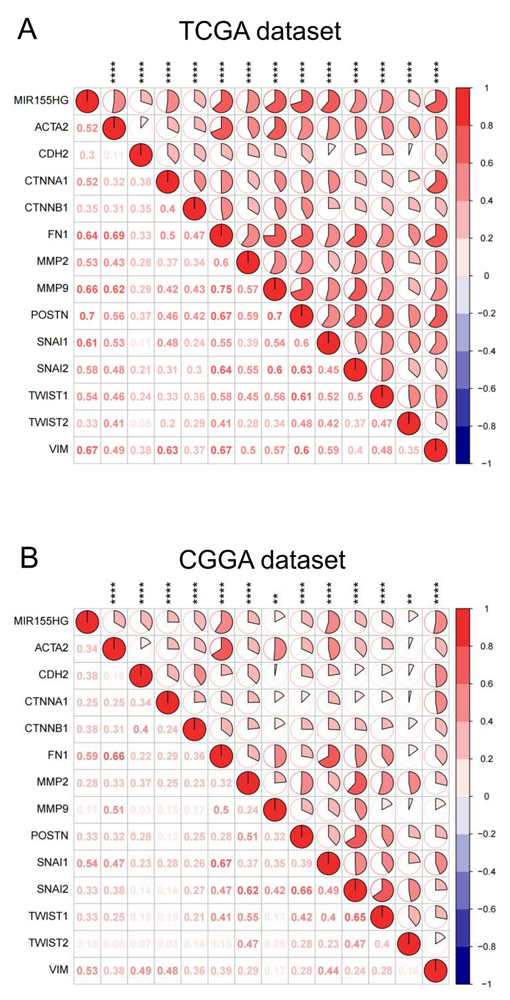 A
TCGA dataset
**** **** **** **** **** **** **** **** **** **** **** **** ****
MIR155HG
1
ACTA2 0.52
0.8
CDH2 0.3 0.11
0.6
CTNNA1 0.52 0.32 0.38
0.4
CTNNB1 0.35 0.31 0.35 0.4
0.2
FN1 0.64 0.69 0.33 0.5 0.47
MMP2 0.53 0.43 0.28 0.37 0.34 0.6
0
MMP9 0.66 0.62 0.29 0.42 0.43 0.75 0.57
−0.2
POSTN 0.7 0.56 0.37 0.46 0.42 0.67 0.59 0.7
−0.4
SNAI1 0.61 0.53 0.11 0.48 0.24 0.55 0.39 0.54 0.6
SNAI2 0.58 0.48 0.21 0.31 0.3 0.64 0.55 0.6 0.63 0.45
−0.6
TWIST1 0.54 0.46 0.24 0.33 0.36 0.58 0.45 0.56 0.61 0.52 0.5
−0.8
TWIST2 0.33 0.41 0.05 0.2 0.29 0.41 0.28 0.34 0.48 0.42 0.37 0.47
VIM 0.67 0.49 0.38 0.63 0.37 0.67 0.5 0.57 0.6 0.59 0.4 0.48 0.35
−1
B
CGGA dataset
**** **** **** **** **** **** ** **** **** **** **** ** ****
MIR155HG
1
ACTA2 0.34
0.8
CDH2 0.38 0.16
0.6
CTNNA1 0.25 0.25 0.34
0.4
CTNNB1 0.38 0.31 0.4 0.24
0.2
FN1 0.59 0.66 0.22 0.29 0.36
MMP2 0.28 0.33 0.37 0.25 0.23 0.32
0
MMP9 0.17 0.51 0.03 0.15 0.17 0.5 0.24
−0.2
POSTN 0.33 0.32 0.28 0.12 0.25 0.28 0.51 0.32
−0.4
SNAI1 0.54 0.47 0.23 0.28 0.26 0.67 0.37 0.35 0.39
SNAI2 0.33 0.38 0.14 0.14 0.27 0.47 0.62 0.42 0.66 0.49
−0.6
TWIST1 0.33 0.25 0.18 0.19 0.21 0.41 0.55 0.17 0.42 0.4 0.65
−0.8
TWIST2 0.15 0.06 0.07 0.03 0.14 0.15 0.47 0.05 0.28 0.23 0.47 0.4
VIM 0.53 0.38 0.49 0.48 0.36 0.39 0.29 0.17 0.28 0.44 0.24 0.28 0.16
−1